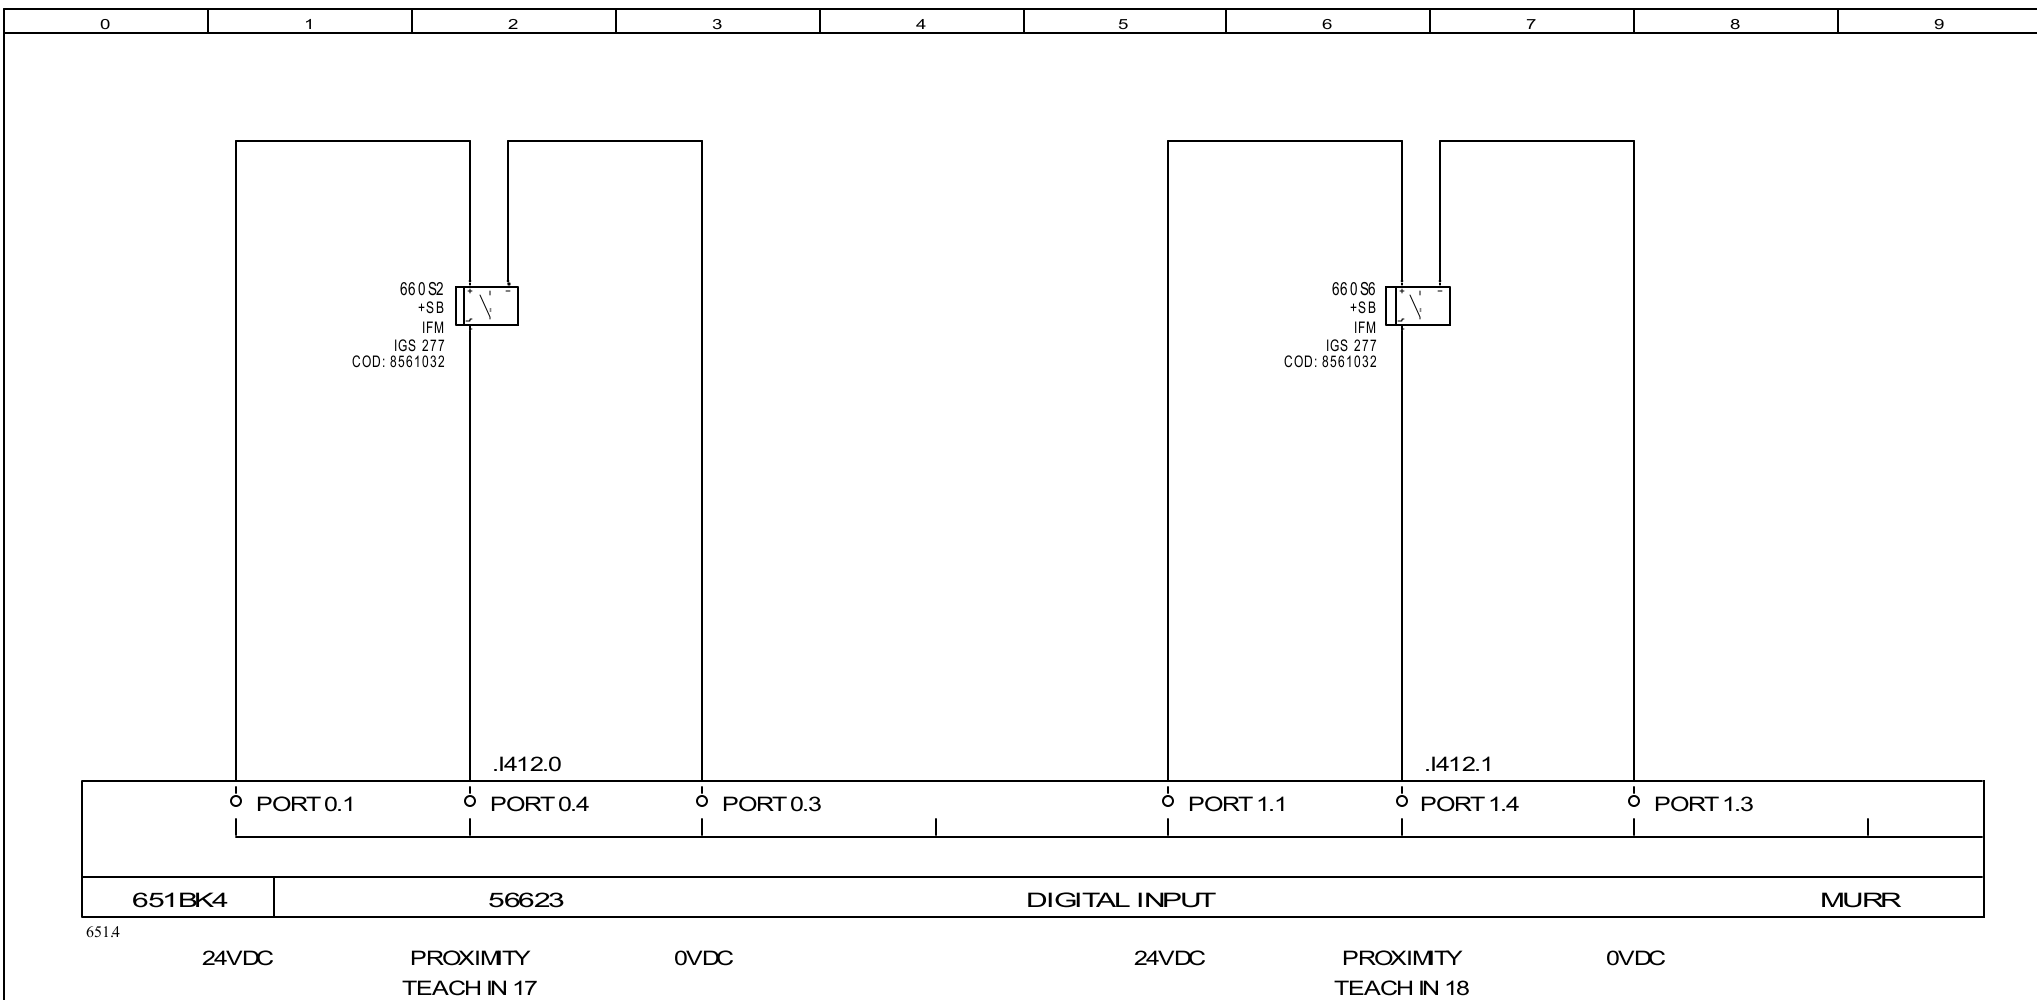 0 1 2 3 4 5 6 7 8 9
660S2 660S6
+SB +SB
IFM IFM
IGS 277 IGS 277
COD: 8561032 COD: 8561032
.I412.0 .I412.1
PORT 0.1 PORT 0.4 PORT 0.3 PORT 1.1 PORT 1.4 PORT 1.3
651BK4 56623 DIGITAL INPUT MURR
651.4
24VDC PROXIMITY 0VDC 24VDC PROXIMITY 0VDC
TEACH IN 17 TEACH IN 18